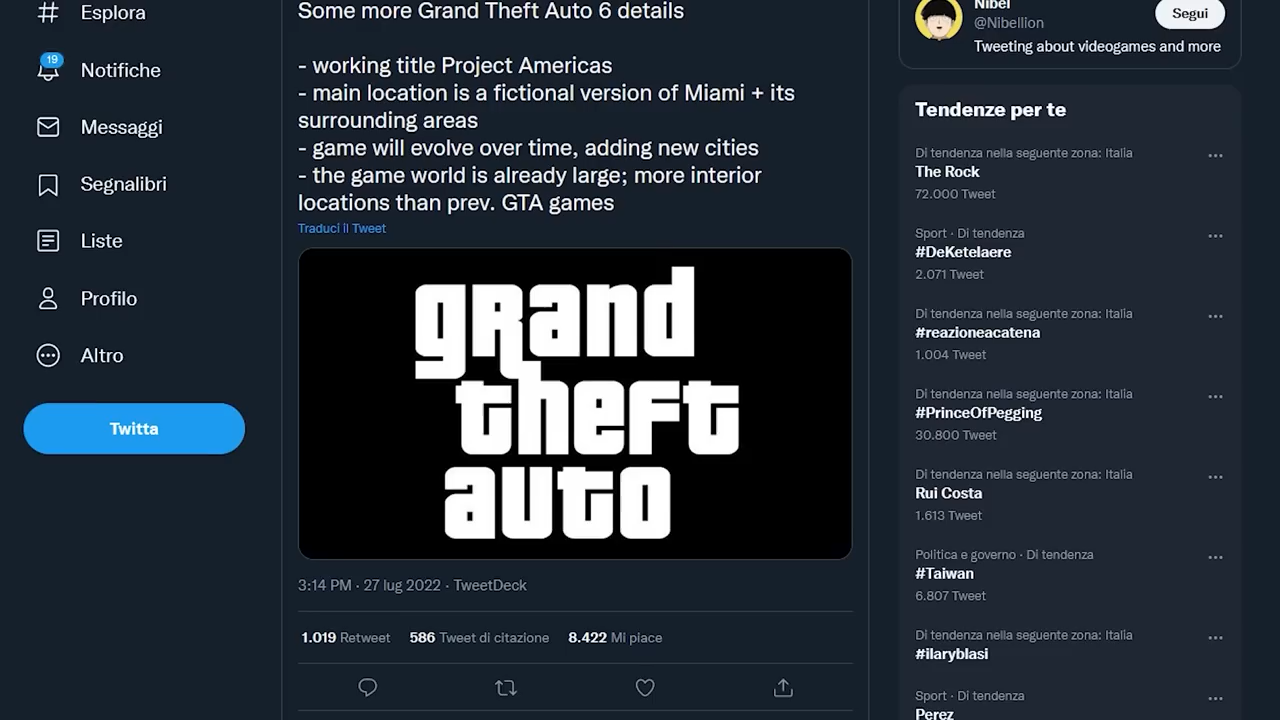 Esplora
19
Notifiche
Messaggi
Segnalibri
Liste
Profilo
Altro
Twitta
Some more Grand Theft Auto 6 details
- working title Project Americas
- main location is a fictional version of Miami + its
surrounding areas
- game will evolve over time, adding new cities
- the game world is already large; more interior
locations than prev. GTA games
Traduci il Tweet
grand
theft
auto
3:14 PM · 27 lug 2022 · TweetDeck
1.019 Retweet 586 Tweet di citazione 8.422 Mi piace
Nibel
@Nibellion
Segui
Tweeting about videogames and more
Tendenze per te
Di tendenza nella seguente zona: Italia
The Rock
72.000 Tweet
Sport · Di tendenza
#DeKetelaere
2.071 Tweet
Di tendenza nella seguente zona: Italia
#reazioneacatena
1.004 Tweet
Di tendenza nella seguente zona: Italia
#PrinceOfPegging
30.800 Tweet
Di tendenza nella seguente zona: Italia
Rui Costa
1.613 Tweet
Politica e governo · Di tendenza
#Taiwan
6.807 Tweet
Di tendenza nella seguente zona: Italia
#ilaryblasi
Sport · Di tendenza
Perez